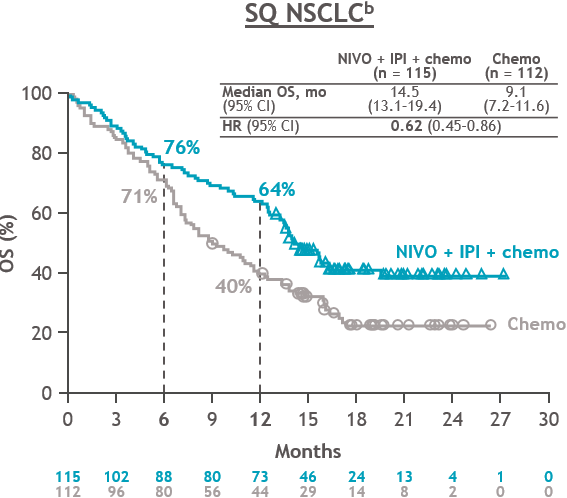 SQ NSCLCᵇ
NIVO + IPI + chemo Chemo
(n = 115) (n = 112)
Median OS, mo 14.5 9.1
(95% CI) (13.1-19.4) (7.2-11.6)
HR (95% CI) 0.62 (0.45-0.86)
100
80
60
40
20
0
OS (%)
76%
71%
64%
40%
NIVO + IPI + chemo
Chemo
0 3 6 9 12 15 18 21 24 27 30
Months
115 102 88 80 73 46 24 13 4 1 0
112 96 80 56 44 29 14 8 2 0 0